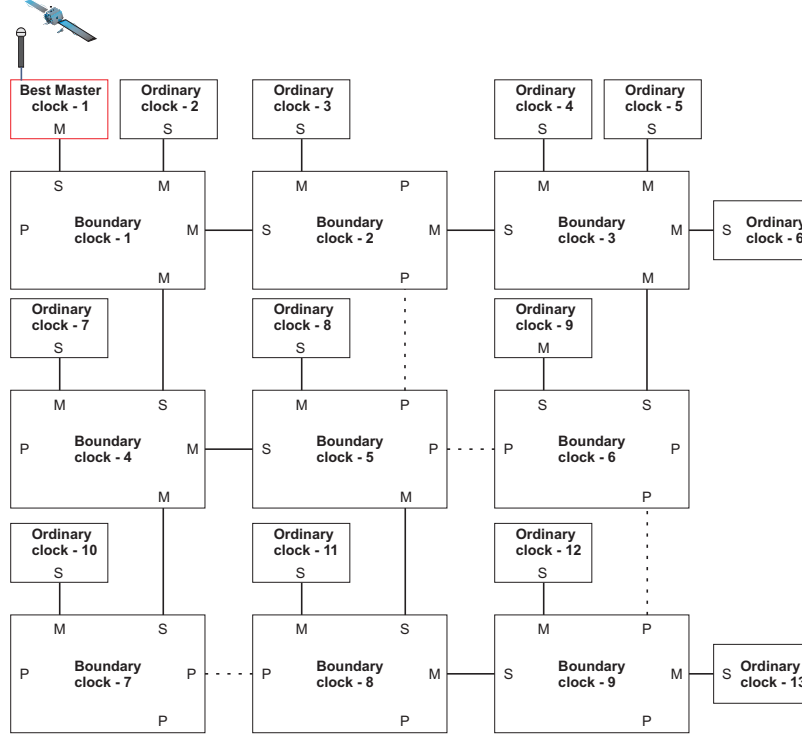 Best Master
clock - 1
M
Ordinary
clock - 2
S
Ordinary
clock - 3
S
Ordinary
clock - 4
S
Ordinary
clock - 5
S
S
M
P
Boundary
clock - 1
M
M
M
P
S
Boundary
clock - 2
M
P
M
M
S
Boundary
clock - 3
M
M
S
Ordinary
clock - 6
Ordinary
clock - 7
S
Ordinary
clock - 8
S
Ordinary
clock - 9
M
M
S
P
Boundary
clock - 4
M
M
M
P
S
Boundary
clock - 5
P
M
S
S
P
Boundary
clock - 6
P
P
Ordinary
clock - 10
S
Ordinary
clock - 11
S
Ordinary
clock - 12
S
M
S
P
Boundary
clock - 7
P
P
M
S
P
Boundary
clock - 8
M
P
M
P
S
Boundary
clock - 9
M
P
S
Ordinary
clock - 13